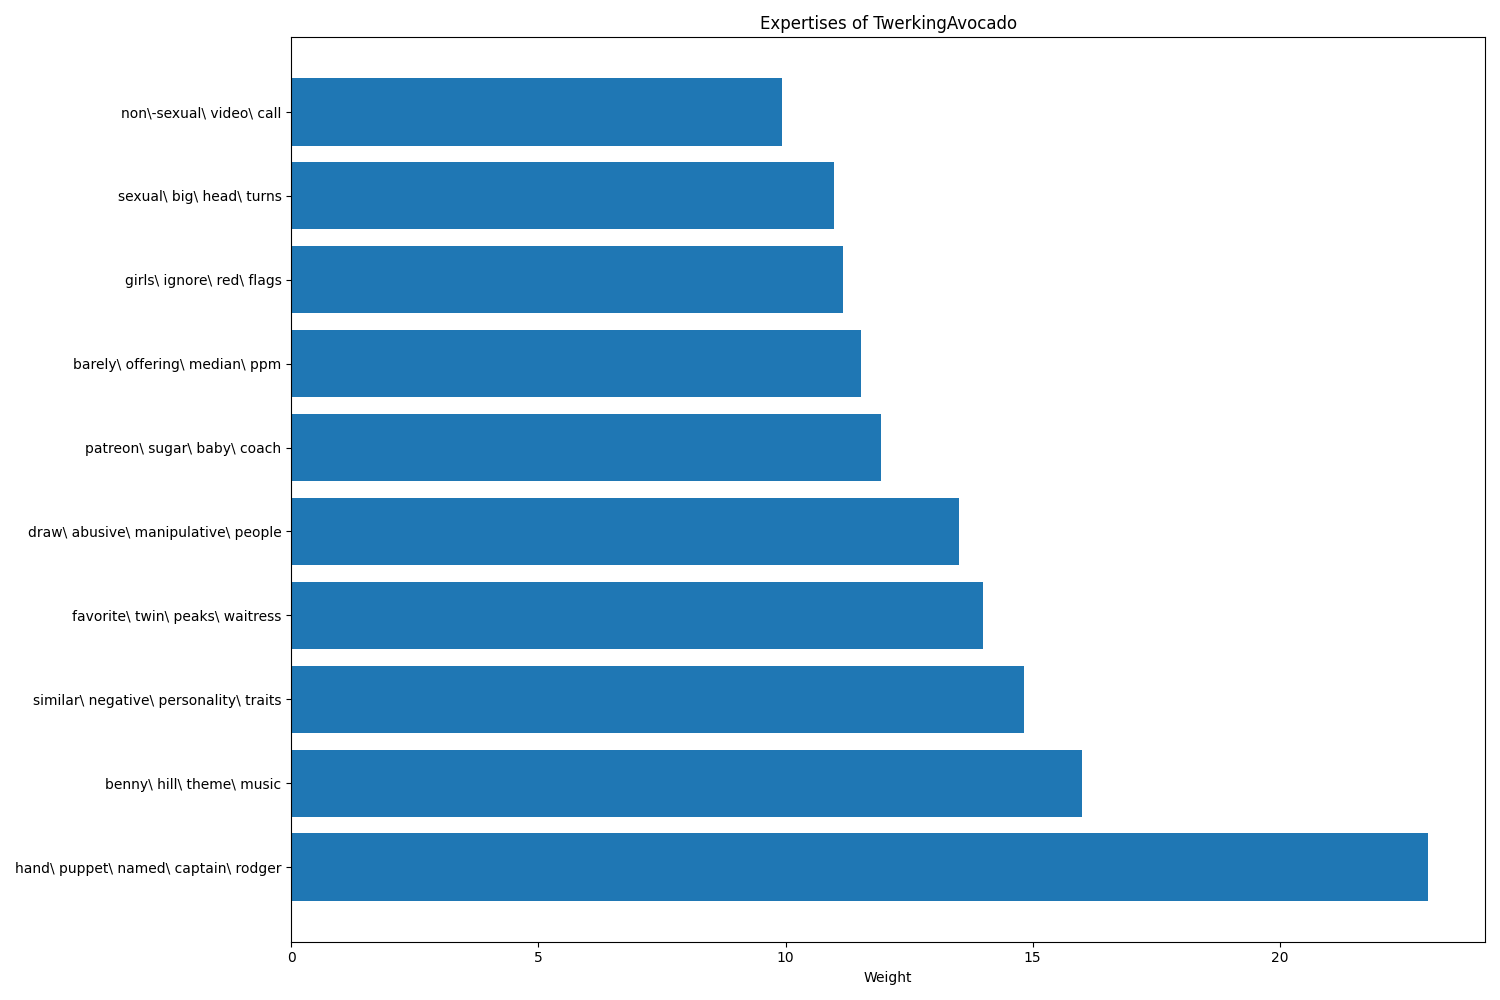 Expertises of TwerkingAvocado
non\-sexual\ video\ call
sexual\ big\ head\ turns
girls\ ignore\ red\ flags
barely\ offering\ median\ ppm
patreon\ sugar\ baby\ coach
draw\ abusive\ manipulative\ people
favorite\ twin\ peaks\ waitress
similar\ negative\ personality\ traits
benny\ hill\ theme\ music
hand\ puppet\ named\ captain\ rodger
0 5 10 15 20
Weight